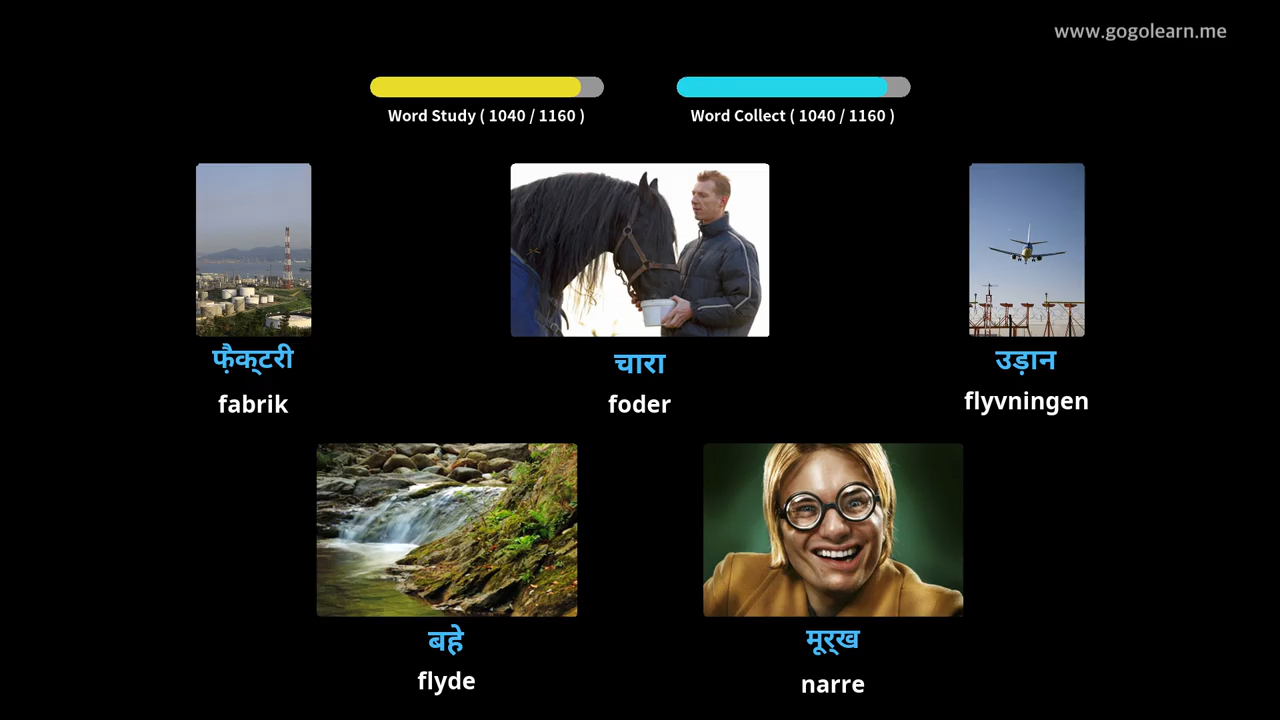 www.gogolearn.me
Word Study ( 1040 / 1160 )
Word Collect ( 1040 / 1160 )
फ़ैक्टरी
fabrik
चारा
foder
उड़ान
flyvningen
बहे
flyde
मूर्ख
narre